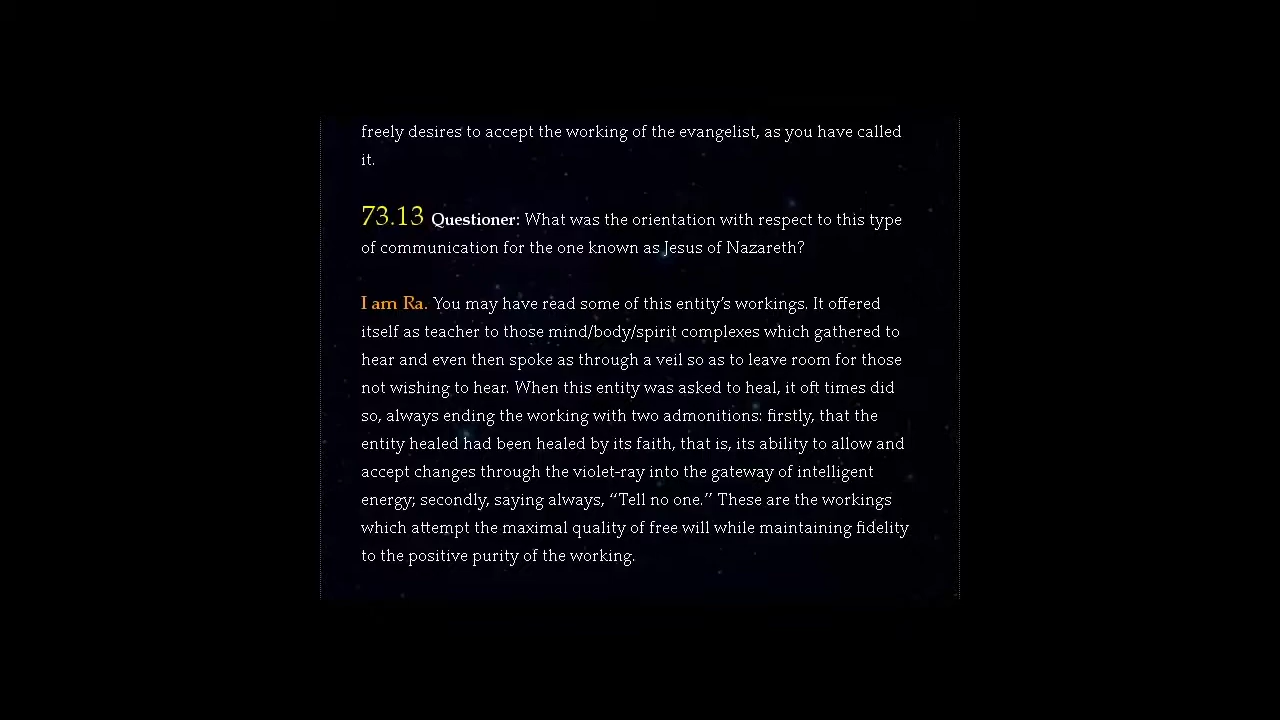 freely desires to accept the working of the evangelist, as you have called
it.
73.13 Questioner: What was the orientation with respect to this type
of communication for the one known as Jesus of Nazareth?
I am Ra. You may have read some of this entity’s workings. It offered
itself as teacher to those mind/body/spirit complexes which gathered to
hear and even then spoke as through a veil so as to leave room for those
not wishing to hear. When this entity was asked to heal, it oft times did
so, always ending the working with two admonitions: firstly, that the
entity healed had been healed by its faith, that is, its ability to allow and
accept changes through the violet-ray into the gateway of intelligent
energy; secondly, saying always, “Tell no one.” These are the workings
which attempt the maximal quality of free will while maintaining fidelity
to the positive purity of the working.